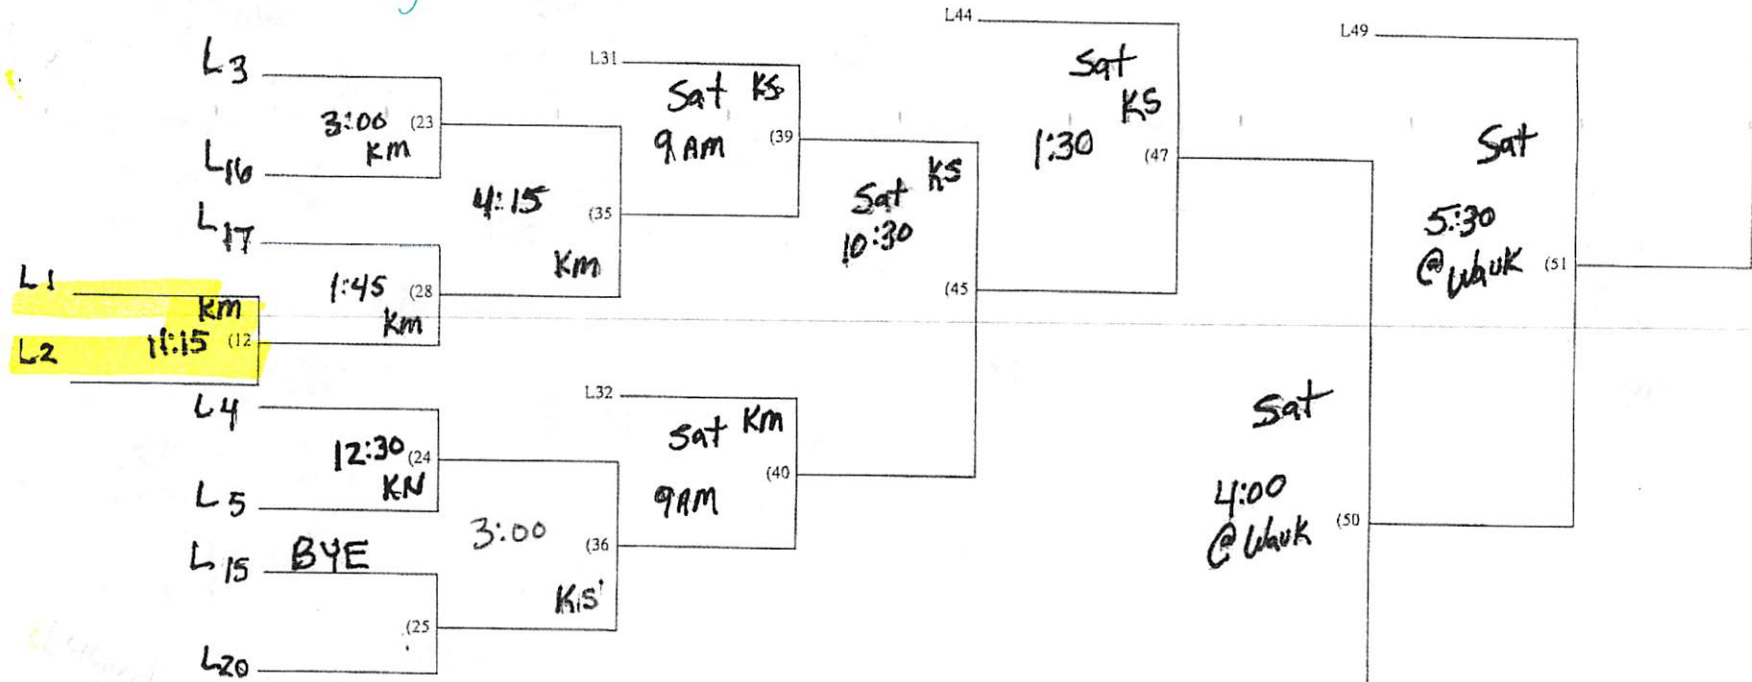 L3
3:00
KM
(23
L16
L17
1:45
KM
(28
L1
KM
11:15
(12
L2
4:15
KM
(35
L31
Sat KS
9AM
(39
L4
12:30
KN
(24
L5
L15 BYE
(25
L20
3:00
KS
(36
L32
Sat KM
9AM
(40
Sat KS
10:30
(45
L44
Sat
KS
1:30
(47
Sat
4:00
@Wauk
(50
L49
Sat
5:30
@Wauk
(51